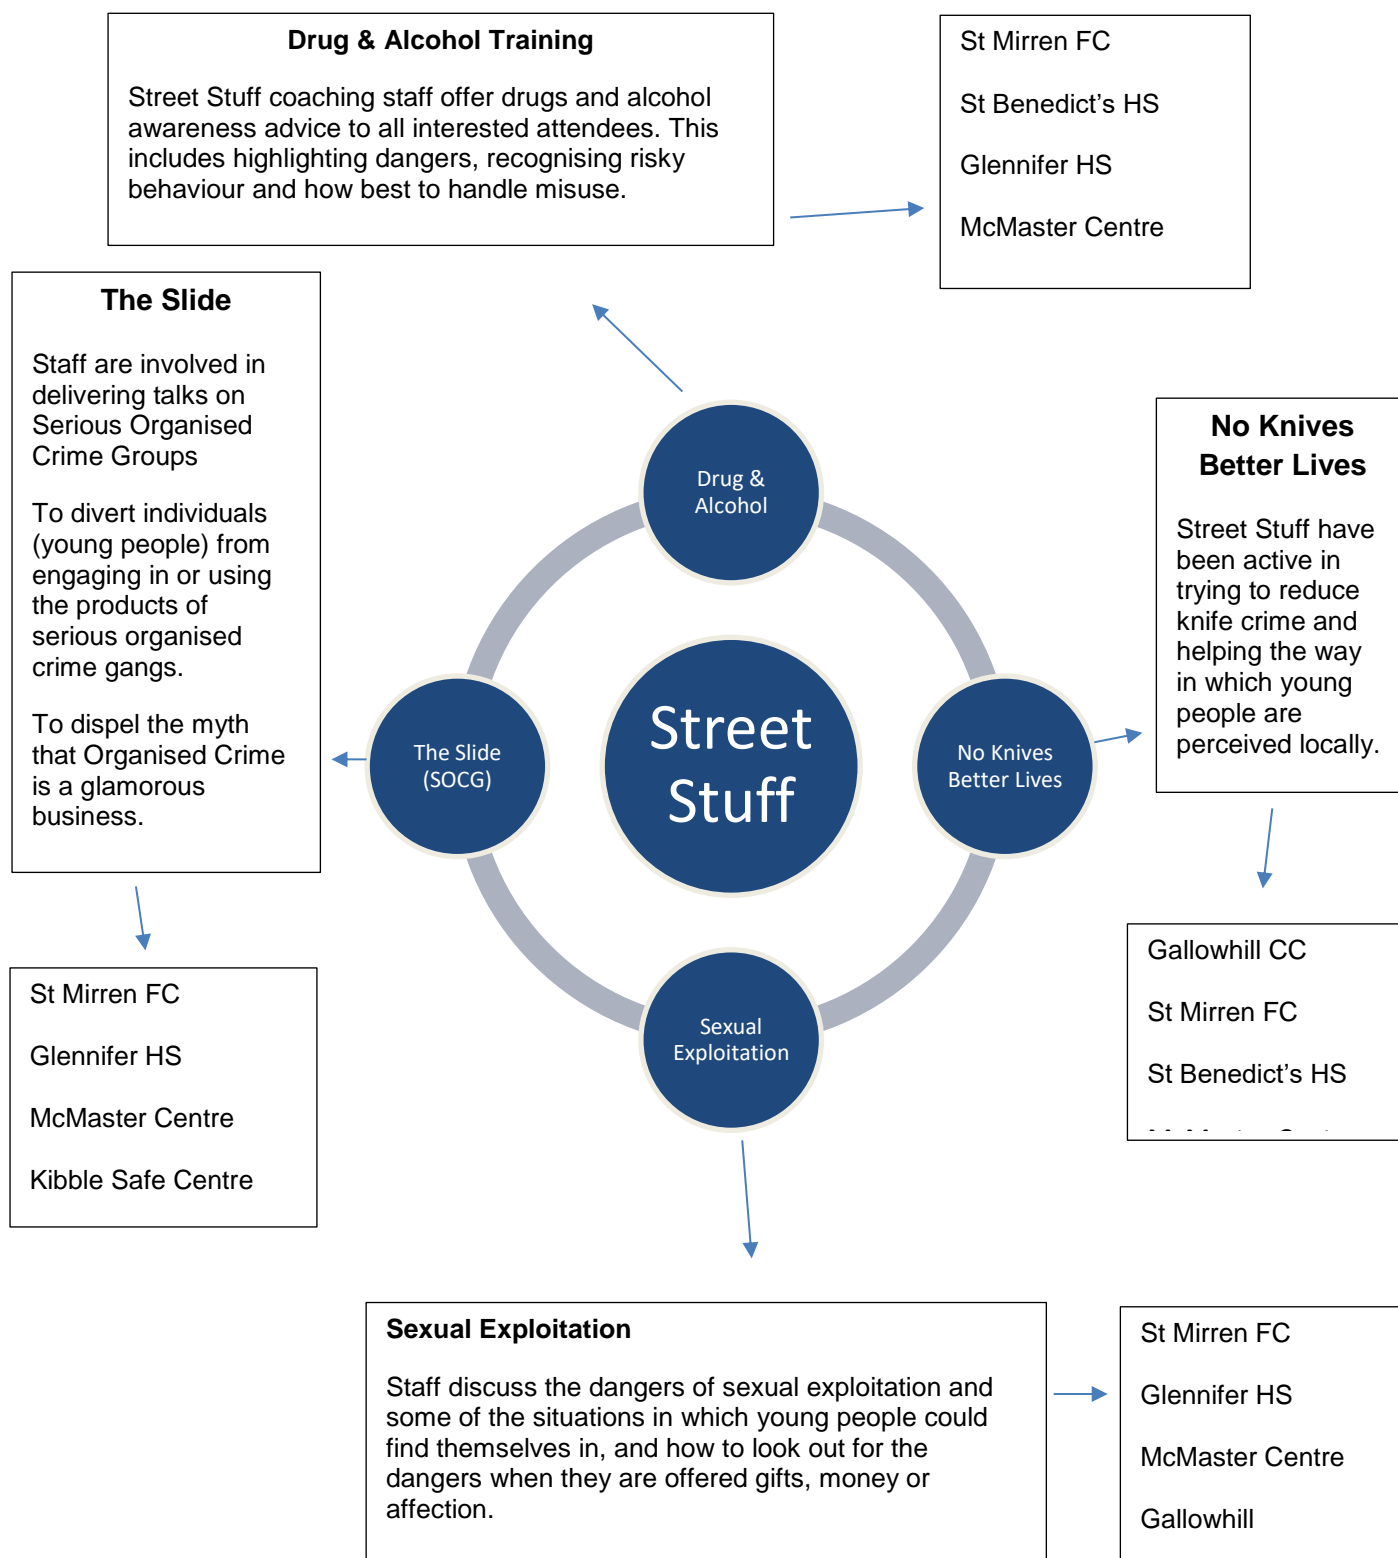 Drug & Alcohol Training
Street Stuff coaching staff offer drugs and alcohol
awareness advice to all interested attendees. This
includes highlighting dangers, recognising risky
behaviour and how best to handle misuse.
St Mirren FC
St Benedict’s HS
Glennifer HS
McMaster Centre
The Slide
Staff are involved in
delivering talks on
Serious Organised
Crime Groups
To divert individuals
(young people) from
engaging in or using
the products of
serious organised
crime gangs.
To dispel the myth
that Organised Crime
is a glamorous
business.
Drug &
Alcohol
No Knives
Better Lives
Street Stuff have
been active in
trying to reduce
knife crime and
helping the way
in which young
people are
perceived locally.
The Slide
(SOCG)
Street
Stuff
No Knives
Better Lives
Sexual
Exploitation
St Mirren FC
Glennifer HS
McMaster Centre
Kibble Safe Centre
Gallowhill CC
St Mirren FC
St Benedict’s HS
Sexual Exploitation
Staff discuss the dangers of sexual exploitation and
some of the situations in which young people could
find themselves in, and how to look out for the
dangers when they are offered gifts, money or
affection.
St Mirren FC
Glennifer HS
McMaster Centre
Gallowhill